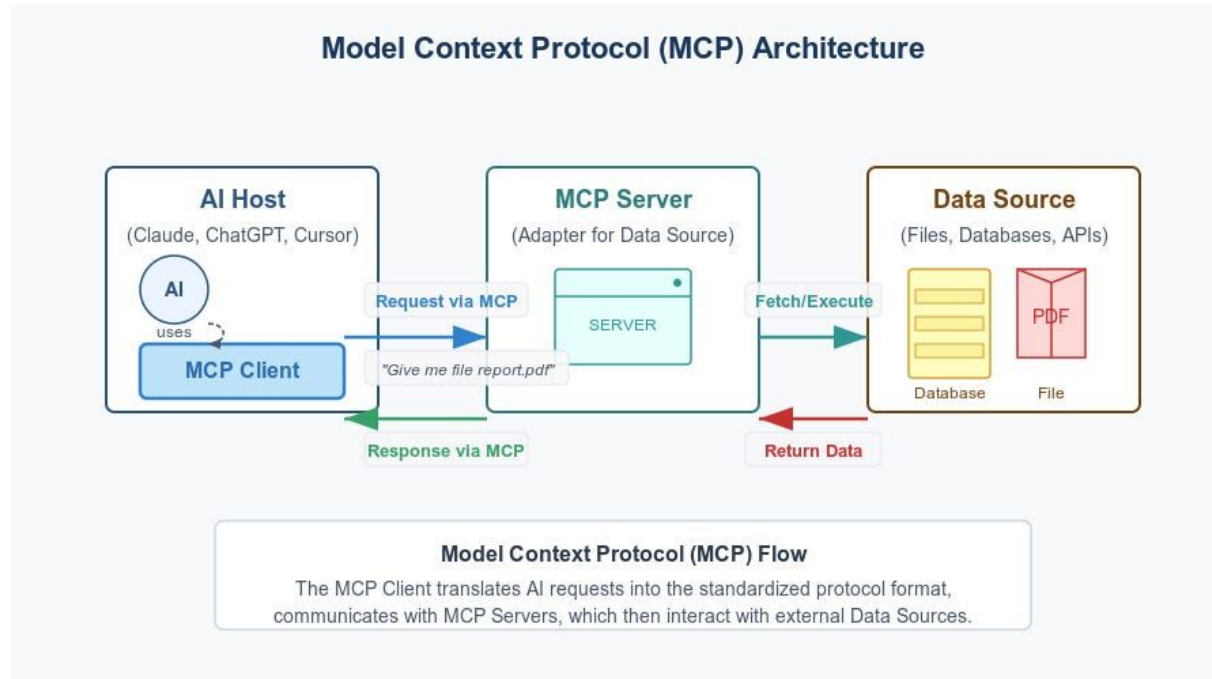 Model Context Protocol (MCP) Architecture
AI Host
(Claude, ChatGPT, Cursor)
AI
uses
MCP Client
Request via MCP
"Give me file report.pdf"
Response via MCP
MCP Server
(Adapter for Data Source)
SERVER
Fetch/Execute
Return Data
Data Source
(Files, Databases, APIs)
PDF
Database
File
Model Context Protocol (MCP) Flow
The MCP Client translates AI requests into the standardized protocol format,
communicates with MCP Servers, which then interact with external Data Sources.